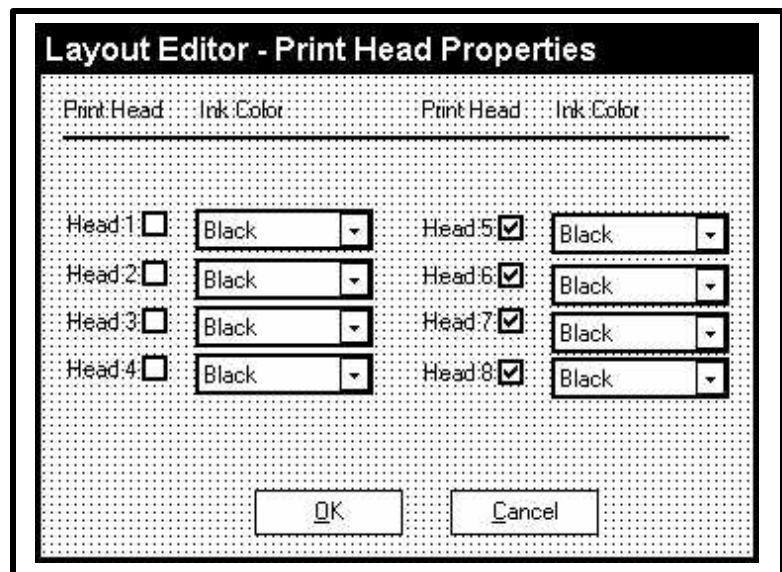 Layout Editor - Print Head Properties
Print Head Ink Color Print Head Ink Color
Head 1 Black Head 5 Black
Head 2 Black Head 6 Black
Head 3 Black Head 7 Black
Head 4 Black Head 8 Black
OK Cancel